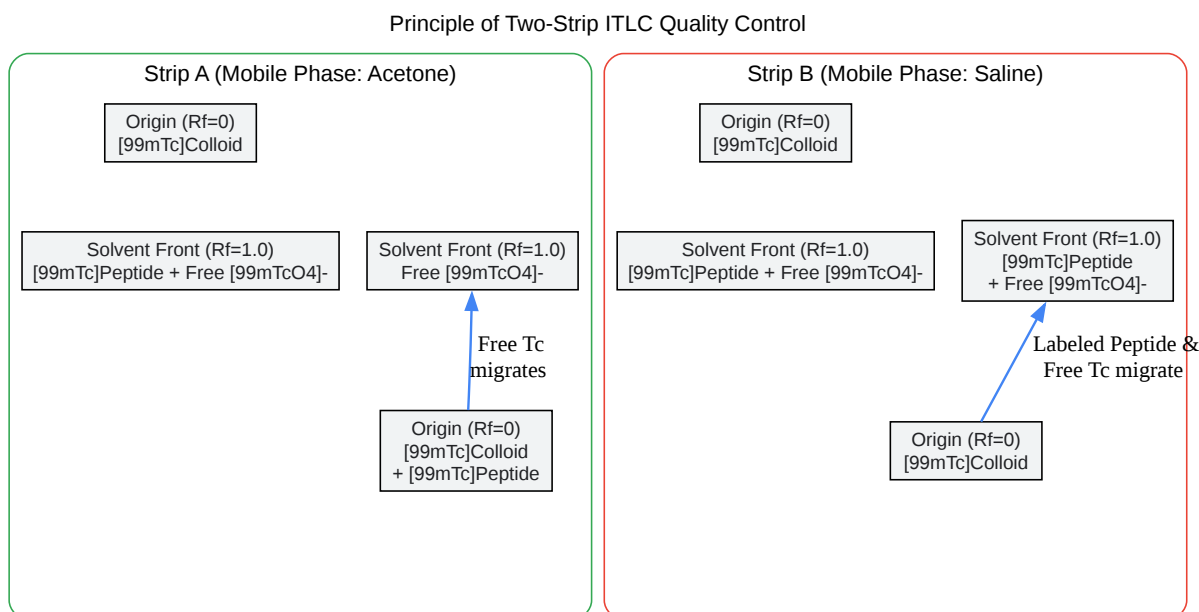 Principle of Two-Strip ITLC Quality Control
Strip A (Mobile Phase: Acetone)
Origin (Rf=0)
[99mTc]Colloid
Solvent Front (Rf=1.0)
[99mTc]Peptide + Free [99mTcO4]-
Solvent Front (Rf=1.0)
Free [99mTcO4]-
Free Tc
migrates
Origin (Rf=0)
[99mTc]Colloid
+ [99mTc]Peptide
Strip B (Mobile Phase: Saline)
Origin (Rf=0)
[99mTc]Colloid
Solvent Front (Rf=1.0)
[99mTc]Peptide + Free [99mTcO4]-
Solvent Front (Rf=1.0)
[99mTc]Peptide
+ Free [99mTcO4]-
Labeled Peptide &
Free Tc migrate
Origin (Rf=0)
[99mTc]Colloid